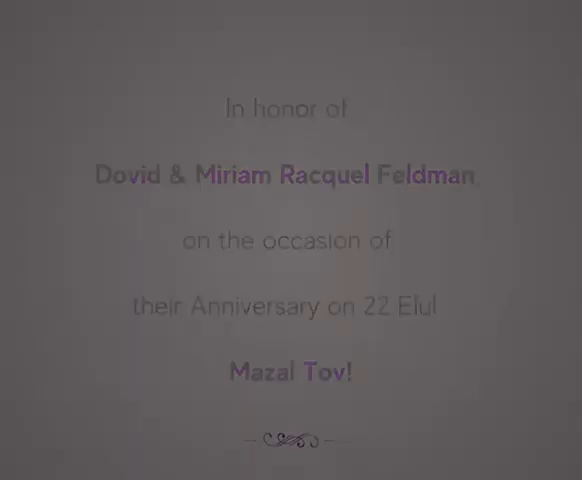 In honor of
Dovid & Miriam Racquel Feldman
on the occasion of
their Anniversary on 22 Elul
Mazal Tov!